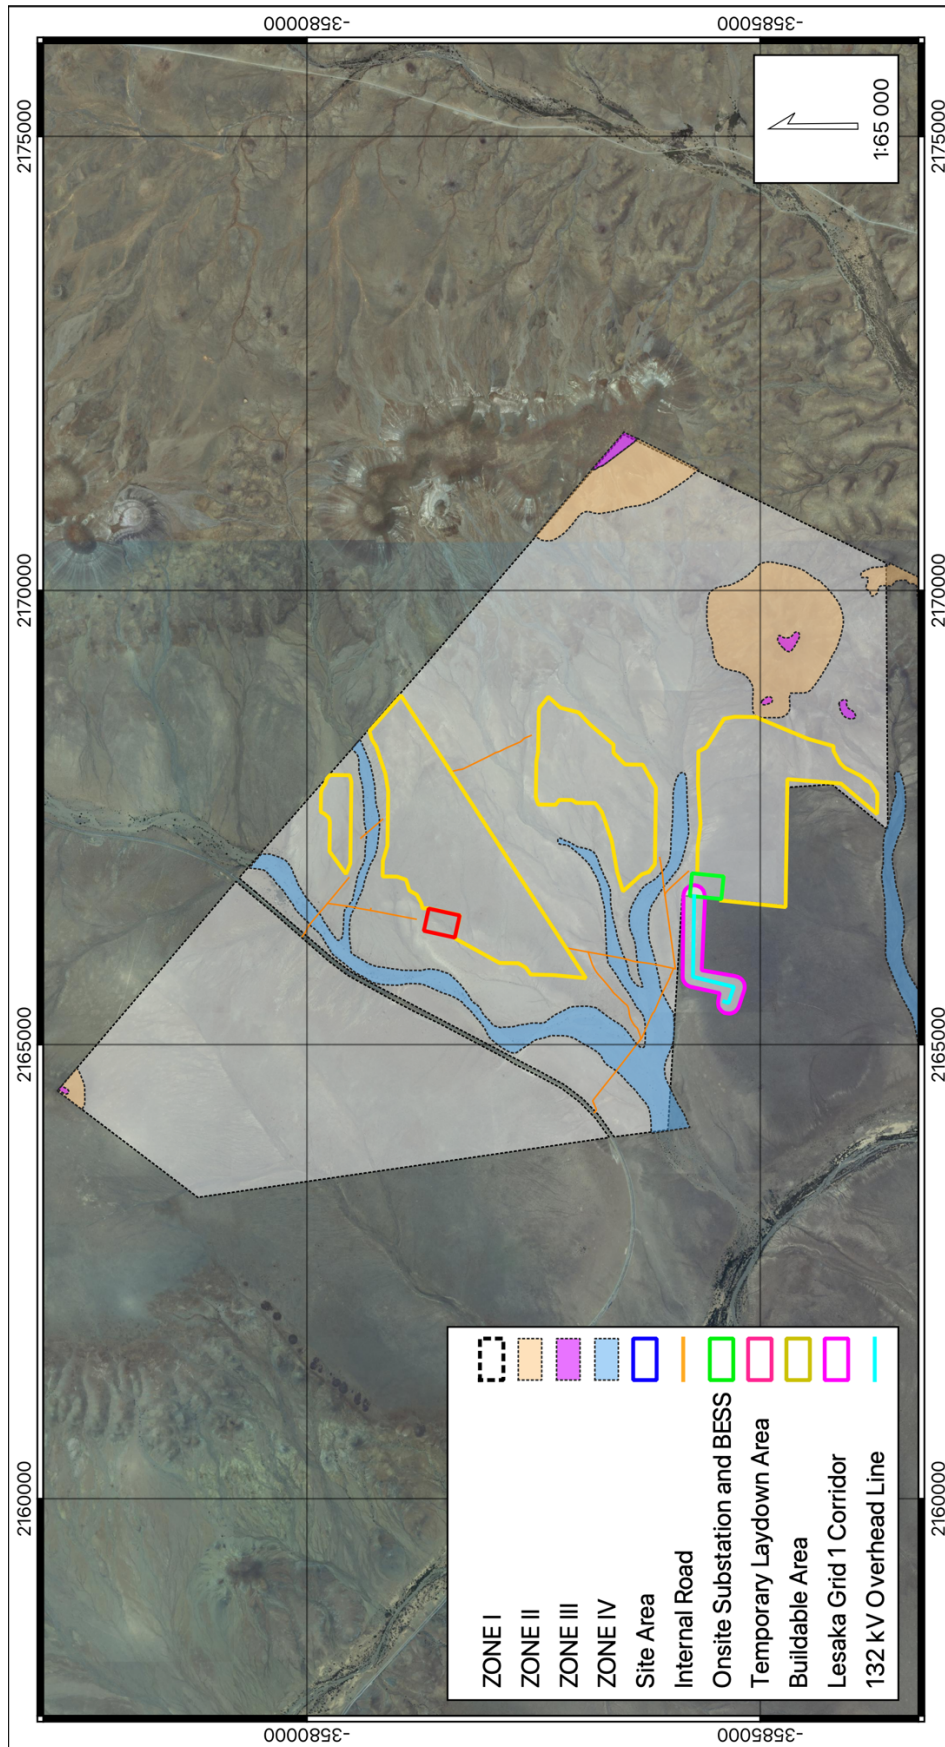 2160000
2165000
2170000
2175000
-3580000
-3580000
-3585000
-3585000
ZONE I
ZONE II
ZONE III
ZONE IV
Site Area
Internal Road
Onsite Substation and BESS
Temporary Laydown Area
Buildable Area
Lesaka Grid 1 Corridor
132 kV Overhead Line
1:65 000
2160000
2165000
2170000
2175000